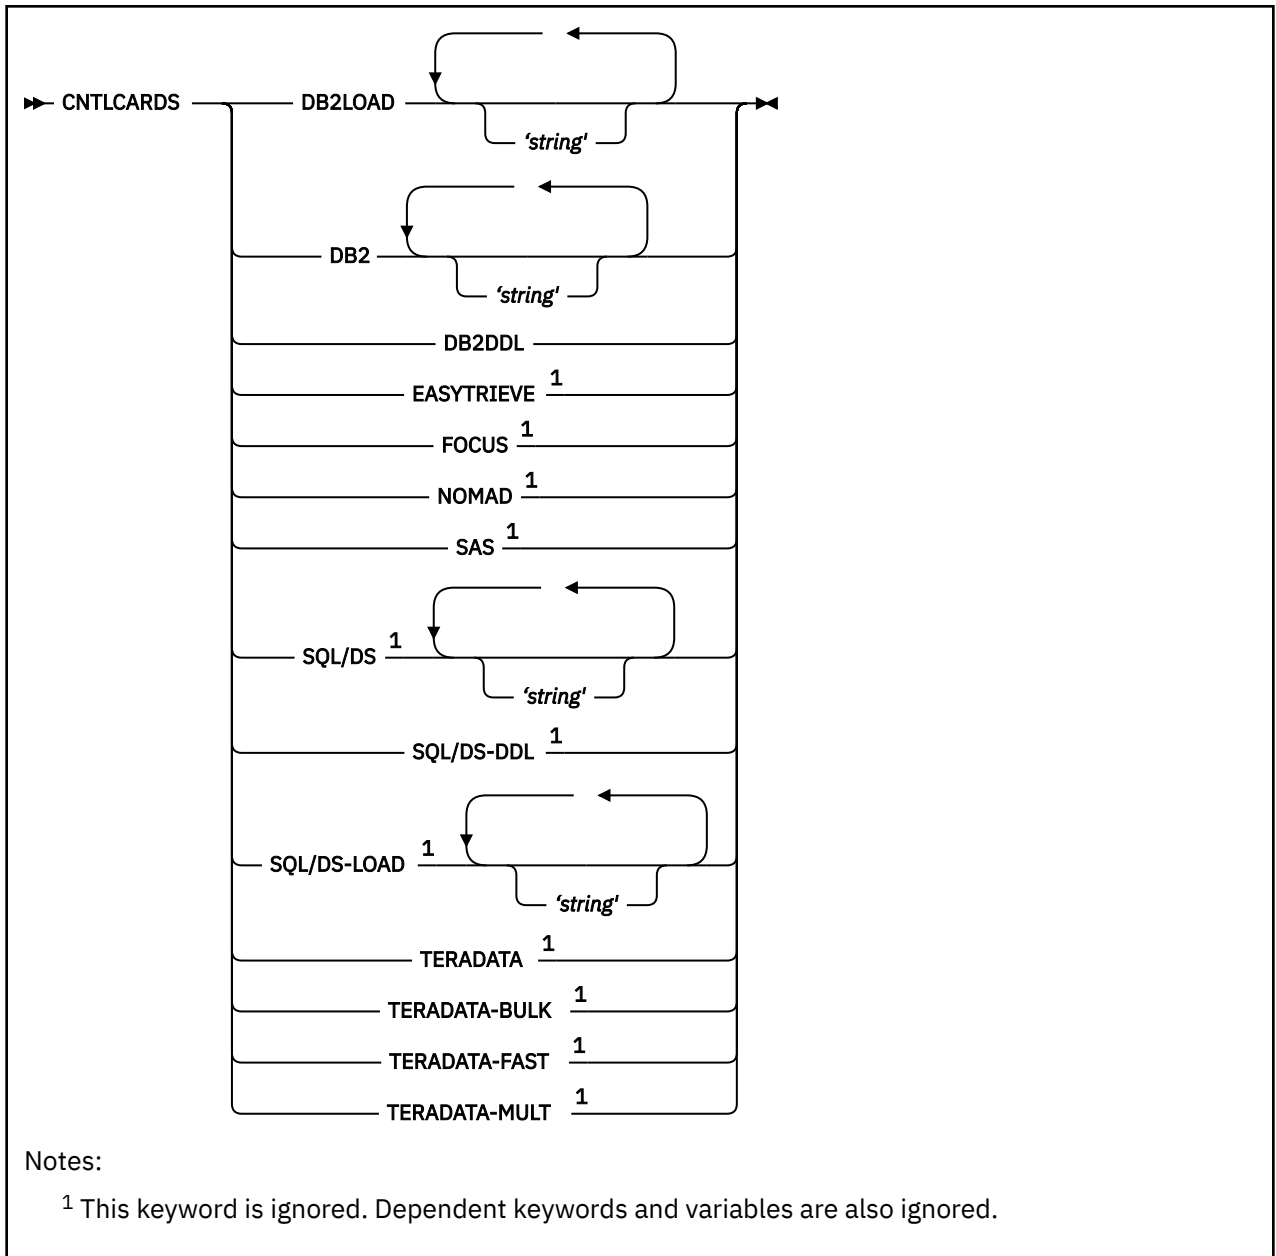 CNTLCARDS DB2LOAD
‘string'
DB2
‘string'
DB2DDL
EASYTRIEVE 1
FOCUS 1
NOMAD 1
SAS 1
SQL/DS 1
‘string'
SQL/DS-DDL 1
SQL/DS-LOAD 1
‘string'
TERADATA 1
TERADATA-BULK 1
TERADATA-FAST 1
TERADATA-MULT 1
Notes:
1 This keyword is ignored. Dependent keywords and variables are also ignored.